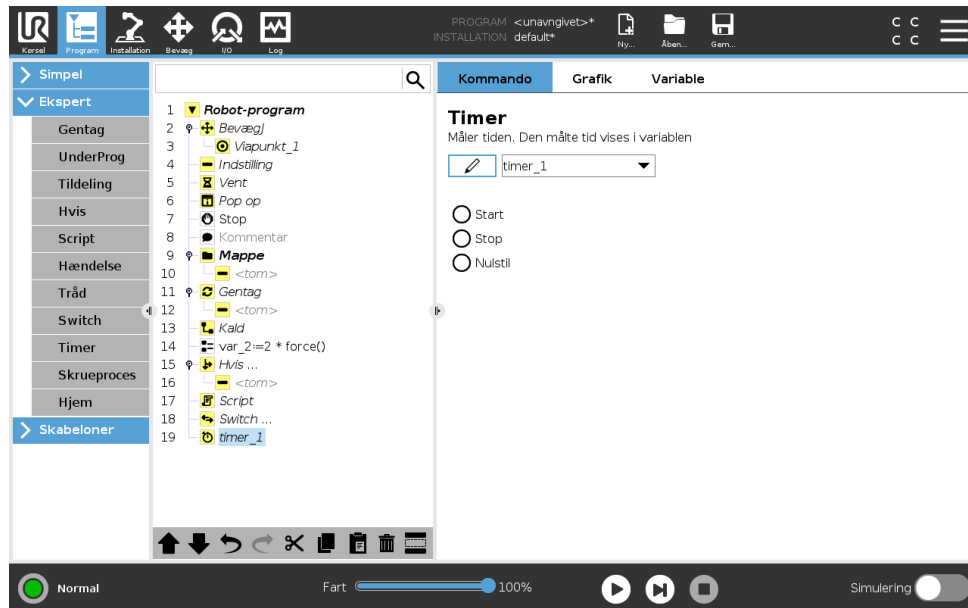 PROGRAM <unavngivet>*
INSTALLATION default*
Kørsel
Program
Installation
Bevæg
I/O
Log
Ny...
Åben...
Gem...
C C
C C
Simpel
Ekspert
Gentag
UnderProg
Tildeling
Hvis
Script
Hændelse
Tråd
Switch
Timer
Skrueproces
Hjem
Skabeloner
1 Robot-program
2 BevægJ
3 Viapunkt_1
4 Indstilling
5 Vent
6 Pop op
7 Stop
8 Kommentar
9 Mappe
10 <tom>
11 Gentag
12 <tom>
13 Kald
14 var_2:=2 * force()
15 Hvis ...
16 <tom>
17 Script
18 Switch ...
19 timer_1
Kommando Grafik Variable
Timer
Måler tiden. Den målte tid vises i variablen
timer_1
Start
Stop
Nulstil
Normal
Fart 100%
Simulering